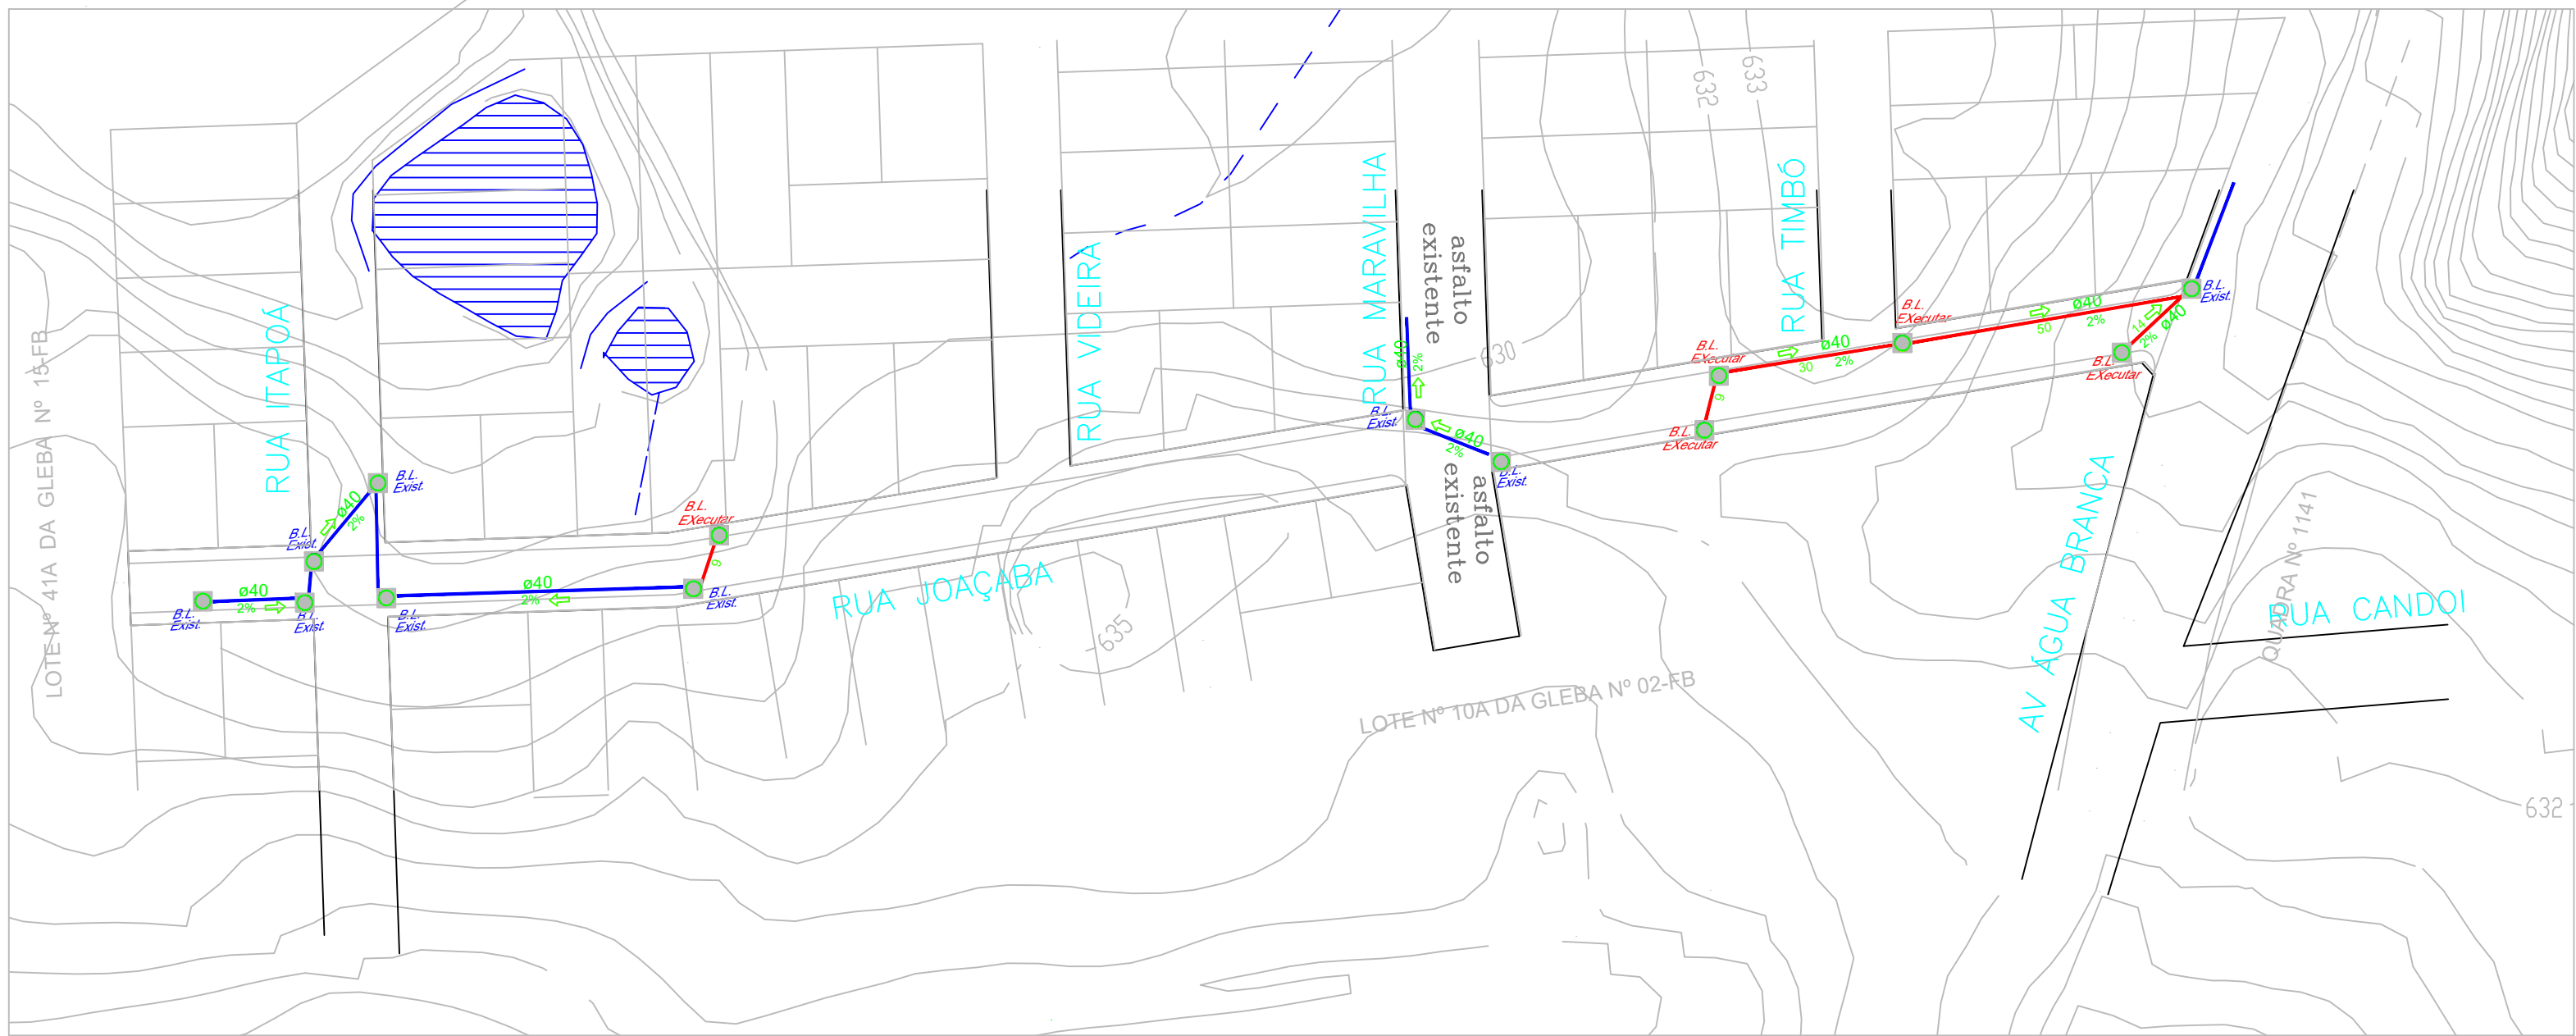 LOTE Nº 41A DA GLEBA Nº 15-FB
RUA ITAPOÁ
B.L.
Exist.
ø40
2%
B.L.
Exist.
B.L.
Exist.
ø40
2%
B.L.
Exist.
B.L.
Exist.
ø40
2%
B.L.
Exist.
9
B.L.
EXecutar
RUA JOAÇABA
635
RUA VIDEIRA
RUA MARAVILHA
asfalto
existente
ø40
2%
B.L.
Exist.
ø40
2%
B.L.
Exist.
asfalto
existente
630
LOTE Nº 10A DA GLEBA Nº 02-FB
632
633
RUA TIMBÓ
B.L.
EXecutar
9
B.L.
EXecutar
ø40
30
2%
B.L.
EXecutar
ø40
50
2%
B.L.
Exist.
14
ø40
2%
B.L.
EXecutar
AV ÁGUA BRANCA
QUADRA Nº 1141
RUA CANDOI
632